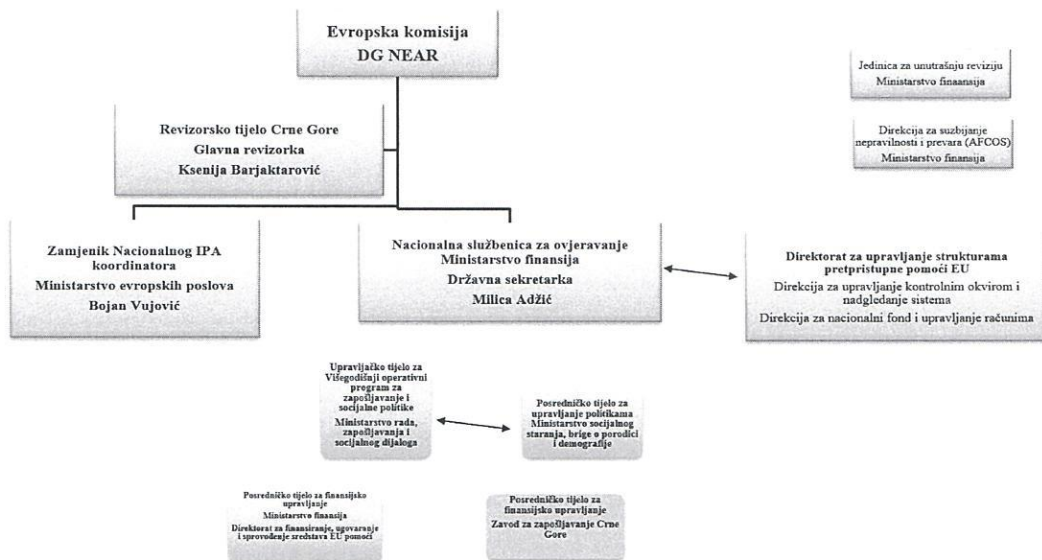 Evropska komisija
DG NEAR
Jedinica za unutrašnju reviziju
Ministarstvo finaansija
Revizorsko tijelo Crne Gore
Glavna revizorka
Ksenija Barjaktarović
Direkcija za suzbijanje
nepravilnosti i prevara (AFCOS)
Ministarstvo finansija
Zamjenik Nacionalnog IPA
koordinatora
Ministarstvo evropskih poslova
Bojan Vujović
Nacionalna službenica za ovjeravanje
Ministarstvo finansija
Državna sekretarka
Milica Adžić
Direktorat za upravljanje strukturama
pretpristupne pomoći EU
Direkcija za upravljanje kontrolnim okvirom i
nadgledanje sistema
Direkcija za nacionalni fond i upravljanje računima
Upravljačko tijelo za
Višegodišnji operativni
program za
zapošljavanje i
socijalne politike
Ministarstvo rada,
zapošljavanja i
socijalnog dijaloga
Posredničko tijelo za
upravljanje politikama
Ministarstvo socijalnog
staranja, brige o porodici
i demografije
Posredničko tijelo za finansijsko
upravljanje
Ministarstvo finansija
Direktorat za finansiranje, ugovaranje
i sprovođenje sredstava EU pomoći
Posredničko tijelo za
finansijsko upravljanje
Zavod za zapošljavanje Crne
Gore